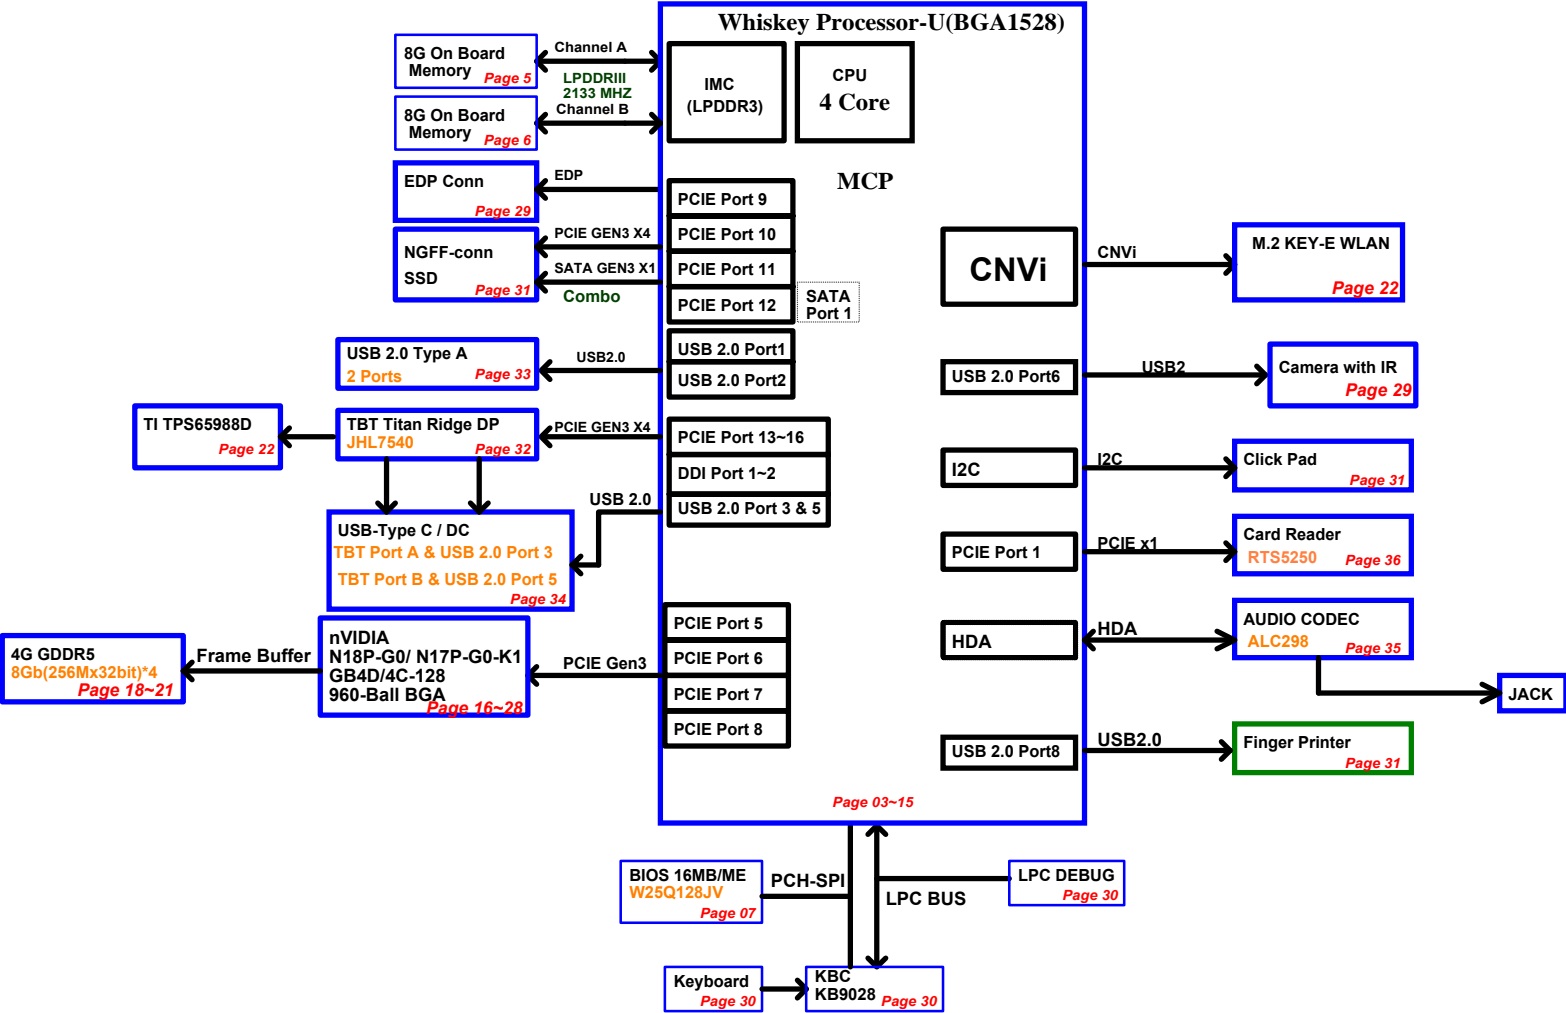 Whiskey Processor-U(BGA1528)
8G On Board
Memory
Page 5
Channel A
LPDDRIII
2133 MHZ
Channel B
8G On Board
Memory
Page 6
IMC
(LPDDR3)
CPU
4 Core
MCP
EDP Conn
Page 29
EDP
PCIE Port 9
PCIE Port 10
PCIE Port 11
PCIE Port 12
SATA
Port 1
NGFF-conn
SSD
Page 31
PCIE GEN3 X4
SATA GEN3 X1
Combo
USB 2.0 Type A
2 Ports
Page 33
USB2.0
USB 2.0 Port1
USB 2.0 Port2
TI TPS65988D
Page 22
TBT Titan Ridge DP
JHL7540
Page 32
PCIE GEN3 X4
PCIE Port 13~16
DDI Port 1~2
USB 2.0 Port 3 & 5
USB 2.0
USB-Type C / DC
TBT Port A & USB 2.0 Port 3
TBT Port B & USB 2.0 Port 5
Page 34
4G GDDR5
8Gb(256Mx32bit)*4
Page 18~21
Frame Buffer
nVIDIA
N18P-G0/ N17P-G0-K1
GB4D/4C-128
960-Ball BGA
Page 16~28
PCIE Gen3
PCIE Port 5
PCIE Port 6
PCIE Port 7
PCIE Port 8
CNVi
CNVi
M.2 KEY-E WLAN
Page 22
USB 2.0 Port6
USB2
Camera with IR
Page 29
I2C
I2C
Click Pad
Page 31
PCIE Port 1
PCIE x1
Card Reader
RTS5250
Page 36
HDA
HDA
AUDIO CODEC
ALC298
Page 35
JACK
USB 2.0 Port8
USB2.0
Finger Printer
Page 31
Page 03~15
BIOS 16MB/ME
W25Q128JV
Page 07
PCH-SPI
LPC BUS
LPC DEBUG
Page 30
Keyboard
Page 30
KBC
KB9028
Page 30